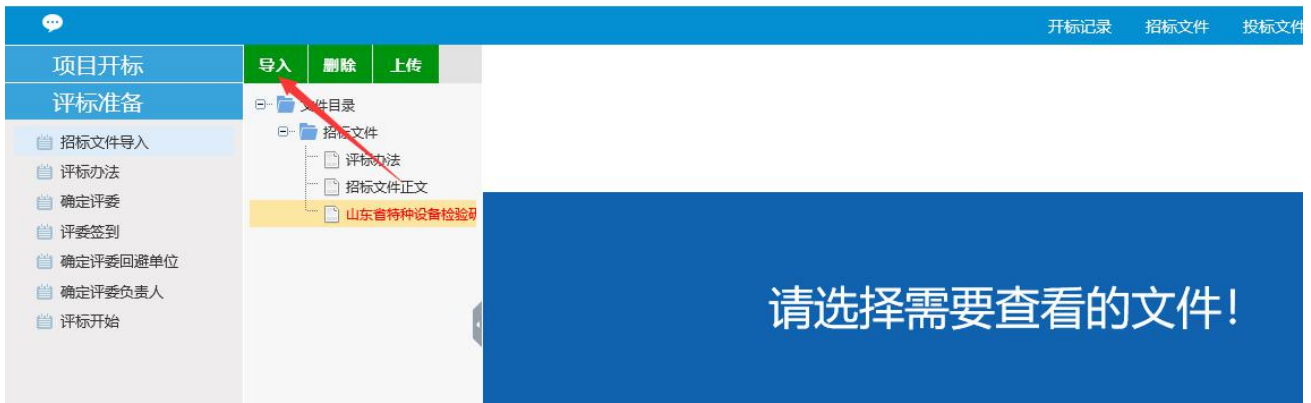 开标记录 招标文件 投标文件
项目开标
评标准备
招标文件导入
评标办法
确定评委
评委签到
确定评委回避单位
确定评委负责人
评标开始
导入 删除 上传
文件目录
招标文件
评标办法
招标文件正文
山东省特种设备检验研
请选择需要查看的文件！